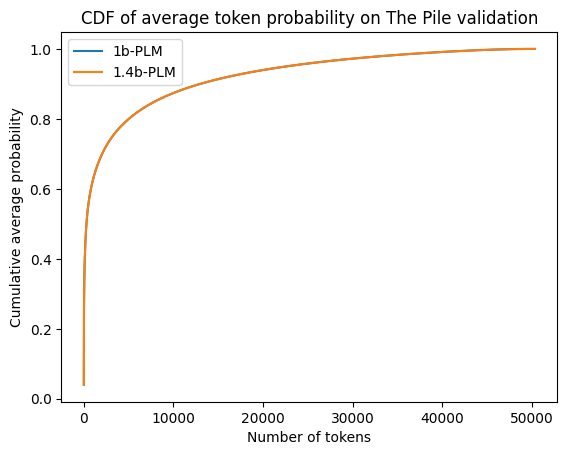 CDF of average token probability on The Pile validation
1b-PLM
1.4b-PLM
Cumulative average probability
1.0
0.8
0.6
0.4
0.2
0.0
0
10000
20000
30000
40000
50000
Number of tokens